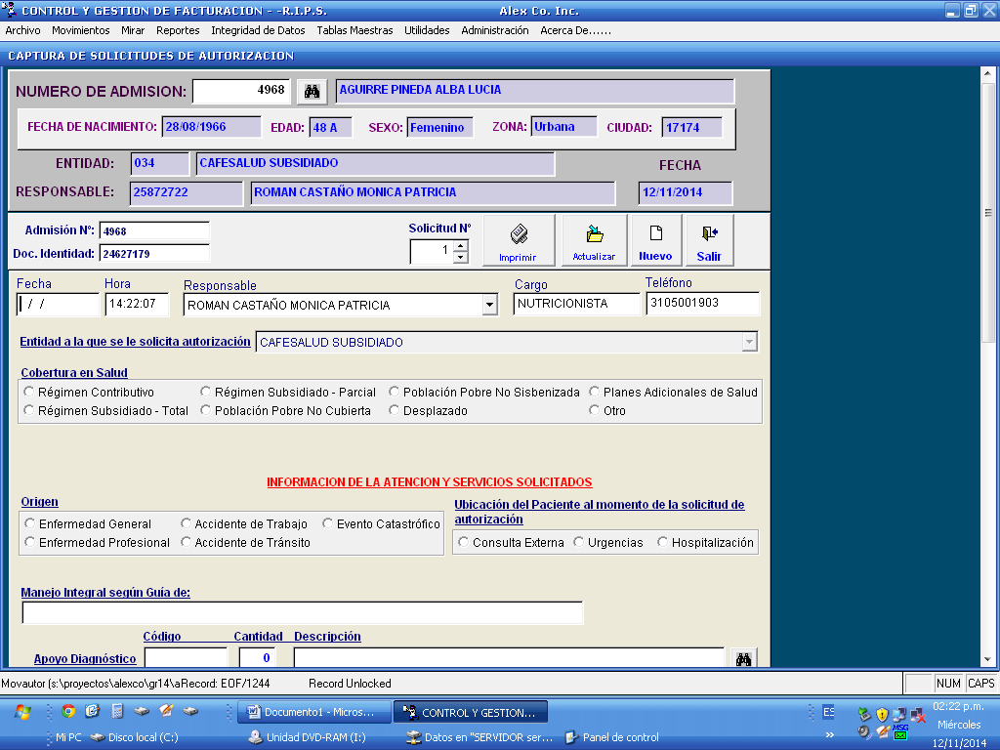 CONTROL Y GESTION DE FACTURACION - -R.I.P.S. Alex Co. Inc.
Archivo Movimientos Mirar Reportes Integridad de Datos Tablas Maestras Utilidades Administración Acerca De......
CAPTURA DE SOLICITUDES DE AUTORIZACION
NUMERO DE ADMISION: 4968 AGUIRRE PINEDA ALBA LUCIA
FECHA DE NACIMIENTO: 28/08/1966 EDAD: 48 A SEXO: Femenino ZONA: Urbana CIUDAD: 17174
ENTIDAD: 034 CAFESALUD SUBSIDIADO FECHA
RESPONSABLE: 25872722 ROMAN CASTAÑO MONICA PATRICIA 12/11/2014
Admisión Nº: 4968 Solicitud Nº
Doc. Identidad: 24627179 1 Imprimir Actualizar Nuevo Salir
Fecha Hora Responsable Cargo Teléfono
/ / 14:22:07 ROMAN CASTAÑO MONICA PATRICIA NUTRICIONISTA 3105001903
Entidad a la que se le solicita autorización CAFESALUD SUBSIDIADO
Cobertura en Salud
Régimen Contributivo Régimen Subsidiado - Parcial Población Pobre No Sisbenizada Planes Adicionales de Salud
Régimen Subsidiado - Total Población Pobre No Cubierta Desplazado Otro
INFORMACION DE LA ATENCION Y SERVICIOS SOLICITADOS
Origen
Enfermedad General Accidente de Trabajo Evento Catastrófico
Enfermedad Profesional Accidente de Tránsito
Ubicación del Paciente al momento de la solicitud de
autorización
Consulta Externa Urgencias Hospitalización
Manejo Integral según Guía de:
Código Cantidad Descripción
Apoyo Diagnóstico 0
Movautor (s:\proyectos\alexco\gr14\aRecord: EOF/1244 Record Unlocked NUM CAPS
Documento1 - Micros... CONTROL Y GESTION... ES MSG 02:22 p.m.
Miércoles
Mi PC Disco local (C:) Unidad DVD-RAM (I:) Datos en "SERVIDOR ser... Panel de control » 12/11/2014